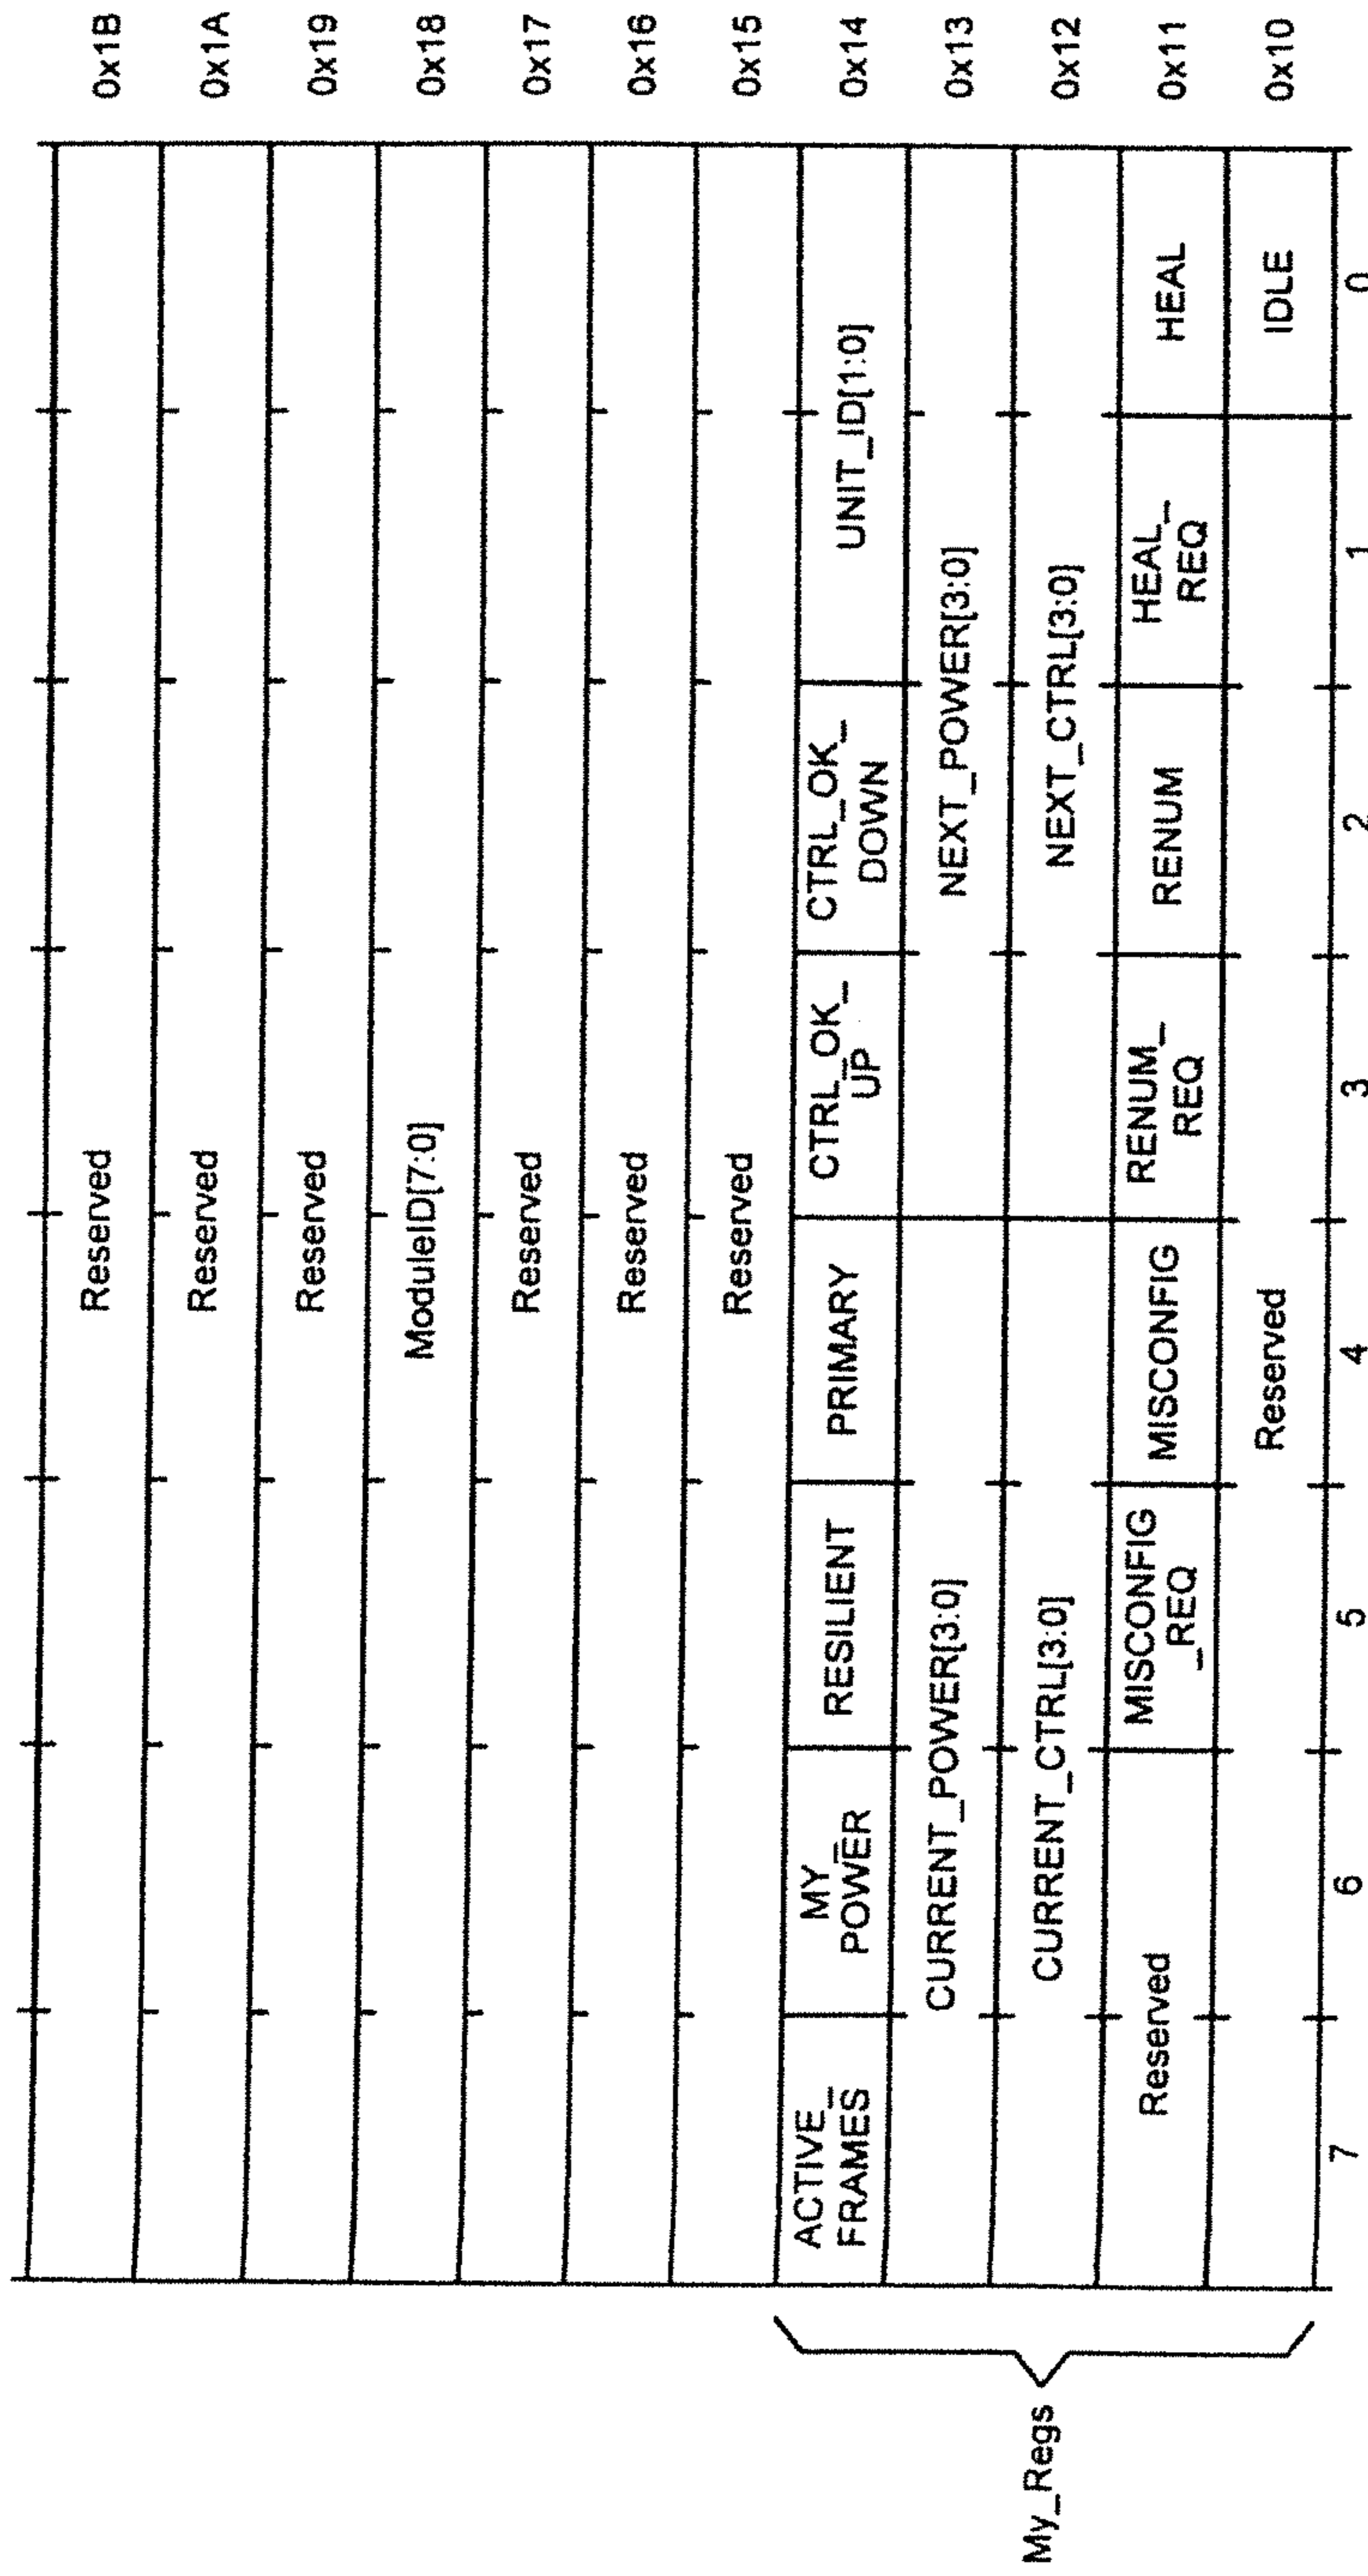 Reserved 0x1B
Reserved 0x1A
Reserved 0x19
ModuleID[7:0] 0x18
Reserved 0x17
Reserved 0x16
Reserved 0x15
ACTIVE_
FRAMES
MY_
POWER
RESILIENT
PRIMARY
CTRL_OK_
UP
CTRL_OK_
DOWN
UNIT_ID[1:0]
0x14
CURRENT_POWER[3:0] NEXT_POWER[3:0] 0x13
CURRENT_CTRL[3:0] NEXT_CTRL[3:0] 0x12
Reserved
MISCONFIG
_REQ
MISCONFIG
RENUM_
REQ
RENUM
HEAL_
REQ
HEAL
0x11
Reserved IDLE 0x10
7 6 5 4 3 2 1 0
My_Regs